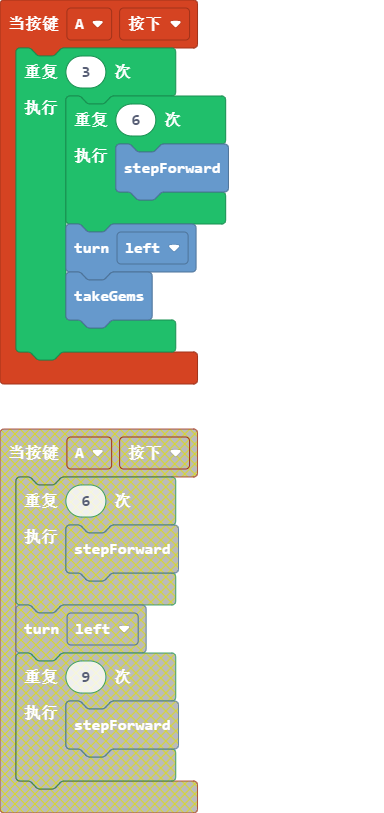 当按键 A 按下
重复 3 次
执行
重复 6 次
执行
stepForward
turn left
takeGems
当按键 A 按下
重复 6 次
执行
stepForward
turn left
重复 9 次
执行
stepForward